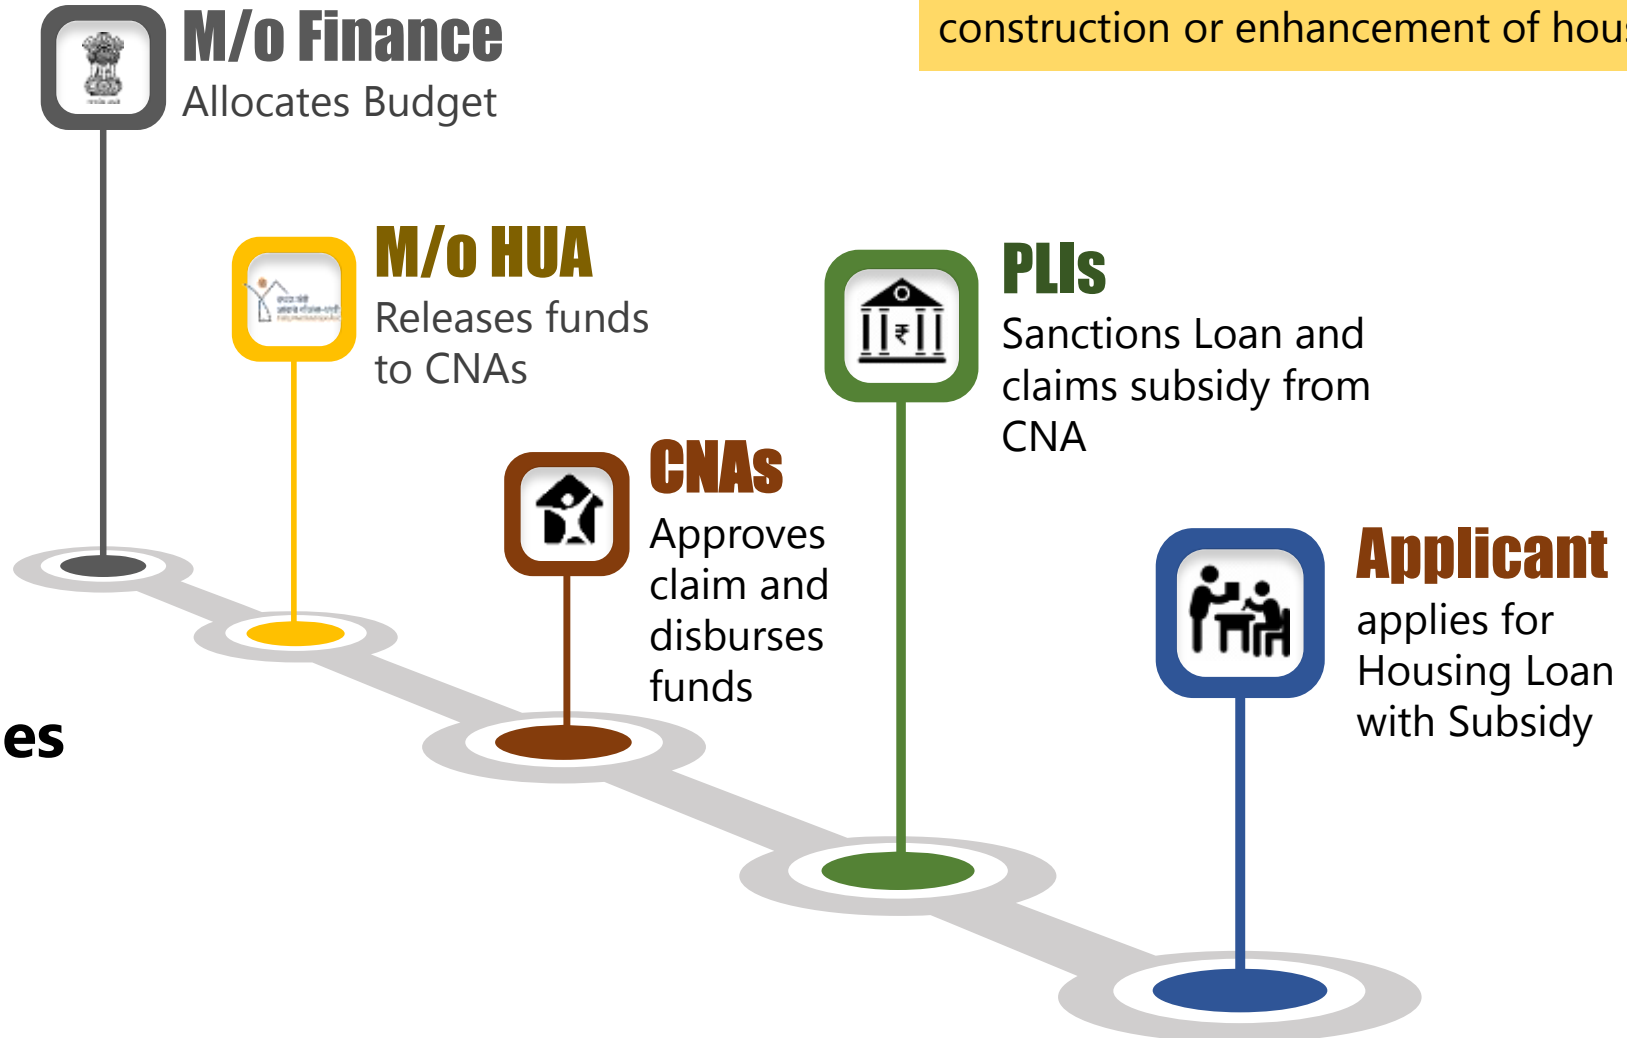 construction or enhancement of hous
M/o Finance
Allocates Budget
M/o HUA
Releases funds
to CNAs
PLIs
Sanctions Loan and
claims subsidy from
CNA
CNAs
Approves
claim and
disburses
funds
Applicant
applies for
Housing Loan
with Subsidy
es